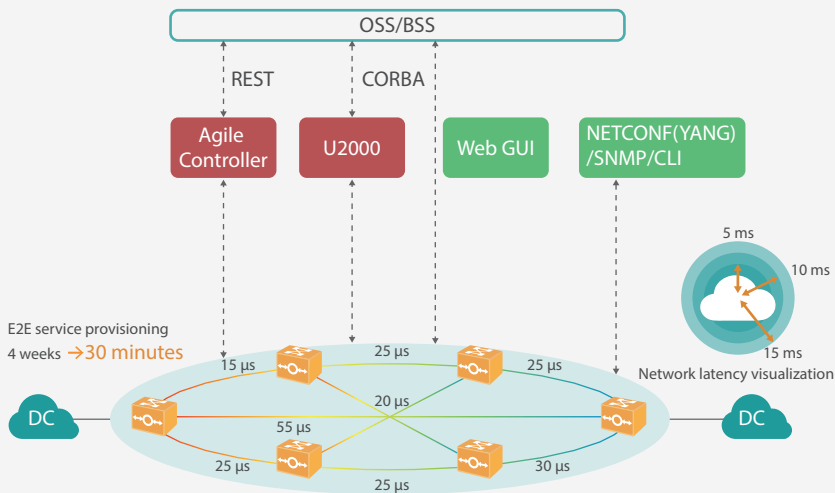 OSS/BSS
REST
CORBA
Agile
Controller
U2000
Web GUI
NETCONF(YANG)
/SNMP/CLI
5 ms
10 ms
15 ms
Network latency visualization
E2E service provisioning
4 weeks →30 minutes
15 µs
25 µs
25 µs
20 µs
55 µs
25 µs
30 µs
25 µs
DC
DC